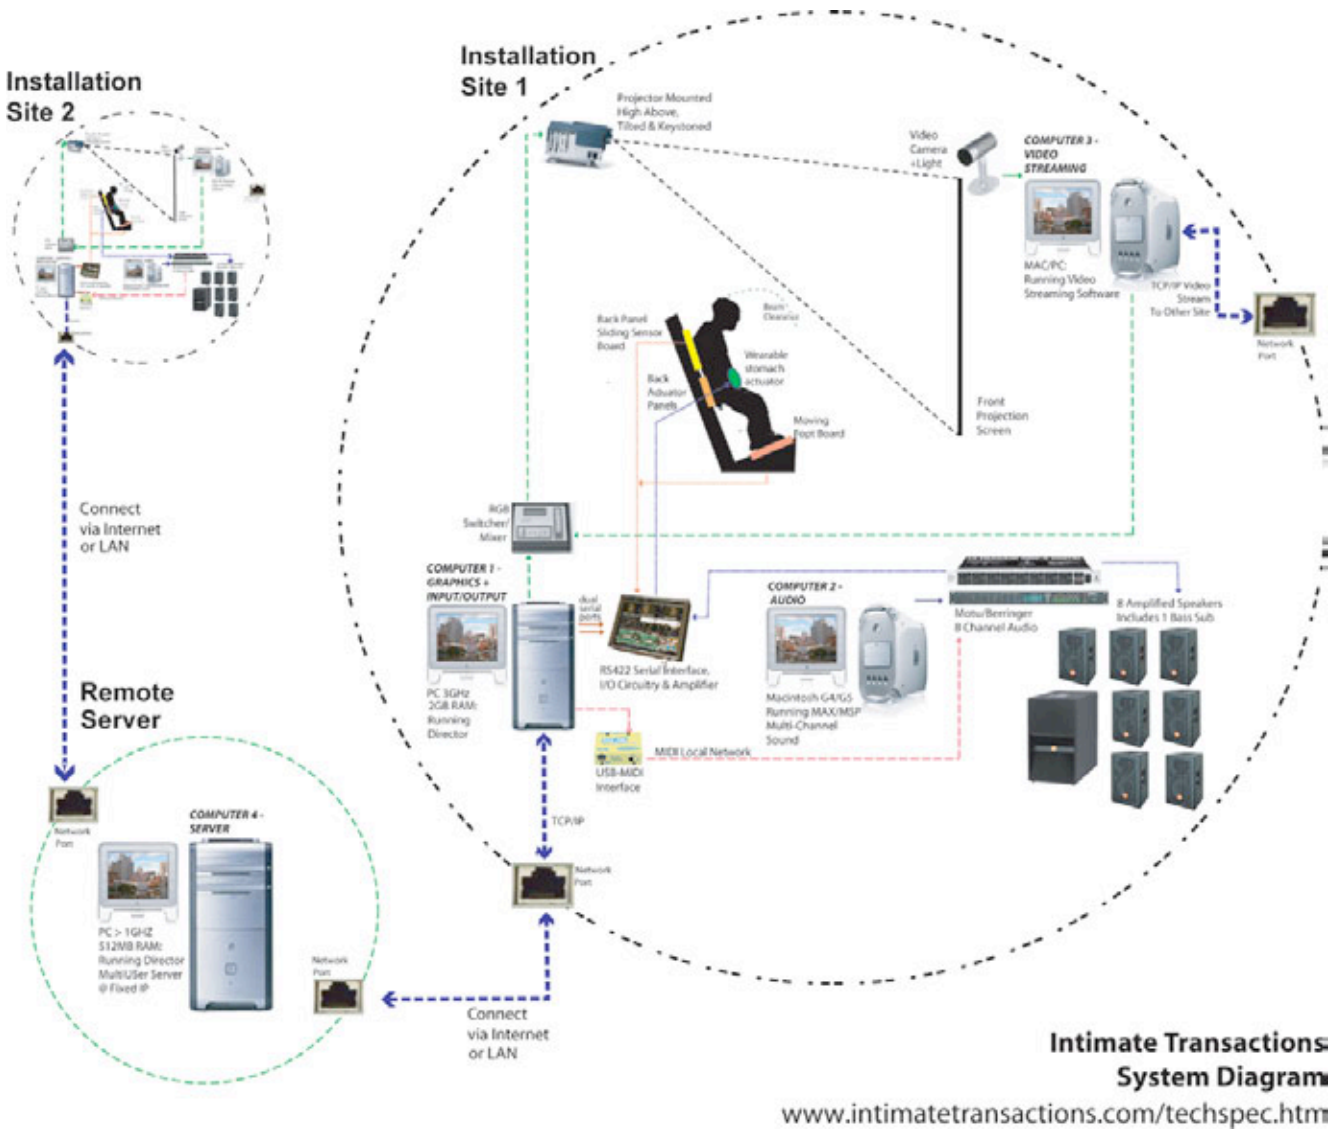 Installation
Site 2
Installation
Site 1
Projector Mounted
High Above,
Tilted & Keystoned
Video
Camera
+Light
COMPUTER 3 -
VIDEO
STREAMING
MAC/PC:
Running Video
Streaming Software
TCP/IP Video
Stream
To Other Site
Network
Port
Back Panel
Sliding Sensor
Board
Wearable
stomach
actuator
Back
Actuator
Panels
Moving
Foot Board
Front
Projection
Screen
RGB
Switcher/
Mixer
Connect
via Internet
or LAN
COMPUTER 1 -
GRAPHICS +
INPUT/OUTPUT
PC 3GHz
2GB RAM:
Running
Director
dual
serial
ports
RS422 Serial Interface,
I/O Circuitry & Amplifier
COMPUTER 2 -
AUDIO
Macintosh G4/G5
Running MAX/MSP
Multi-Channel
Sound
Motu/Berringer
8 Channel Audio
8 Amplified Speakers
Includes 1 Bass Sub
USB-MIDI
Interface
MIDI Local Network
TCP/IP
Network
Port
Remote
Server
Network
Port
COMPUTER 4 -
SERVER
PC > 1GHZ
512MB RAM:
Running Director
MultiUSer Server
@ Fixed IP
Network
Port
Connect
via Internet
or LAN
Intimate Transactions
System Diagram
www.intimatetransactions.com/techspec.htm